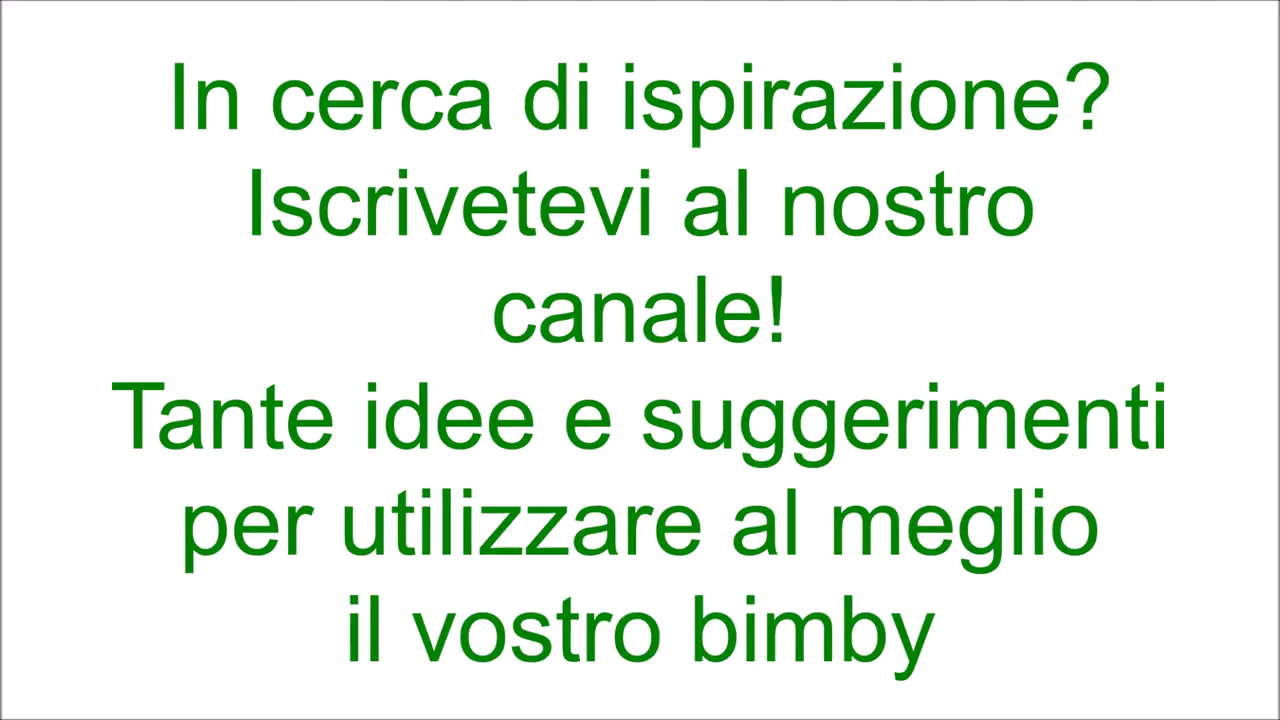 In cerca di ispirazione?
Iscrivetevi al nostro
canale!
Tante idee e suggerimenti
per utilizzare al meglio
il vostro bimby